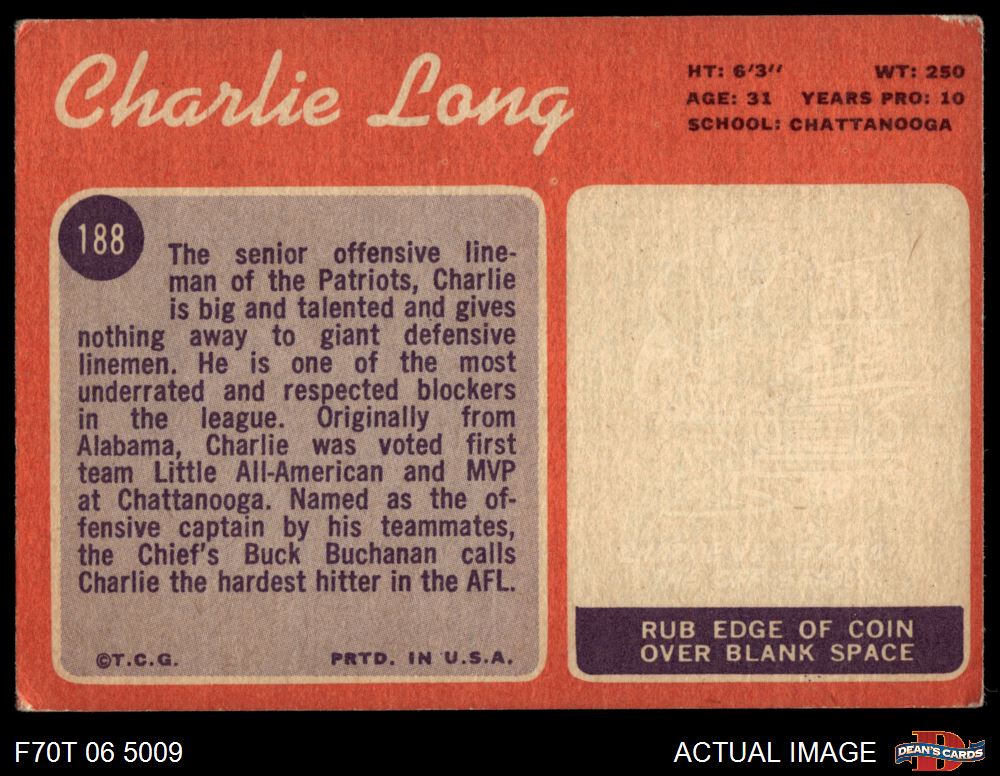 Charlie Long
HT: 6'3" WT: 250
AGE: 31 YEARS PRO: 10
SCHOOL: CHATTANOOGA
188
The senior offensive line-
man of the Patriots, Charlie
is big and talented and gives
nothing away to giant defensive
linemen. He is one of the most
underrated and respected blockers
in the league. Originally from
Alabama, Charlie was voted first
team Little All-American and MVP
at Chattanooga. Named as the of-
fensive captain by his teammates,
the Chief's Buck Buchanan calls
Charlie the hardest hitter in the AFL.
©T.C.G. PRTD. IN U.S.A.
RUB EDGE OF COIN
OVER BLANK SPACE
F70T 06 5009
ACTUAL IMAGE
D
DEAN'S CARDS